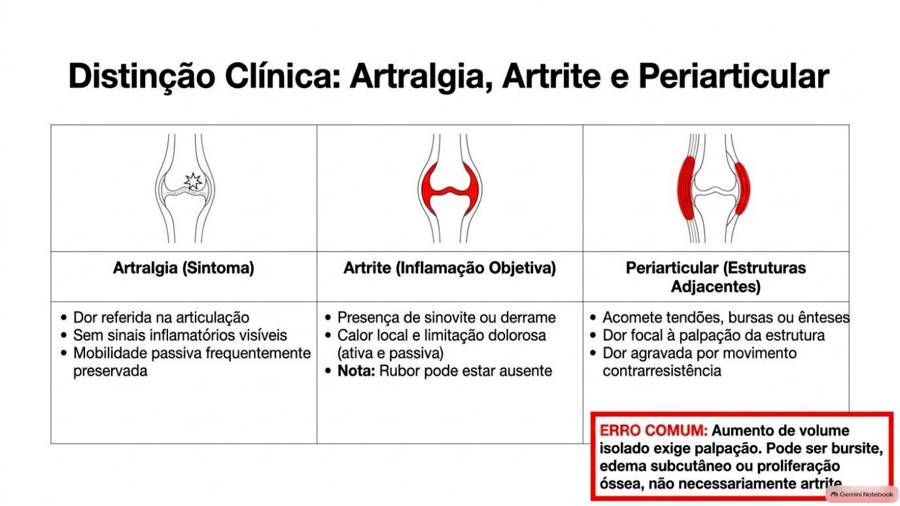 Distinção Clínica: Artralgia, Artrite e Periarticular
Artralgia (Sintoma)
• Dor referida na articulação
• Sem sinais inflamatórios visíveis
• Mobilidade passiva frequentemente
preservada
Artrite (Inflamação Objetiva)
• Presença de sinovite ou derrame
• Calor local e limitação dolorosa
(ativa e passiva)
• Nota: Rubor pode estar ausente
Periarticular (Estruturas
Adjacentes)
• Acomete tendões, bursas ou ênteses
• Dor focal à palpação da estrutura
• Dor agravada por movimento
contrarresistência
ERRO COMUM: Aumento de volume
isolado exige palpação. Pode ser bursite,
edema subcutâneo ou proliferação
óssea, não necessariamente artrite
Gemini Notebook